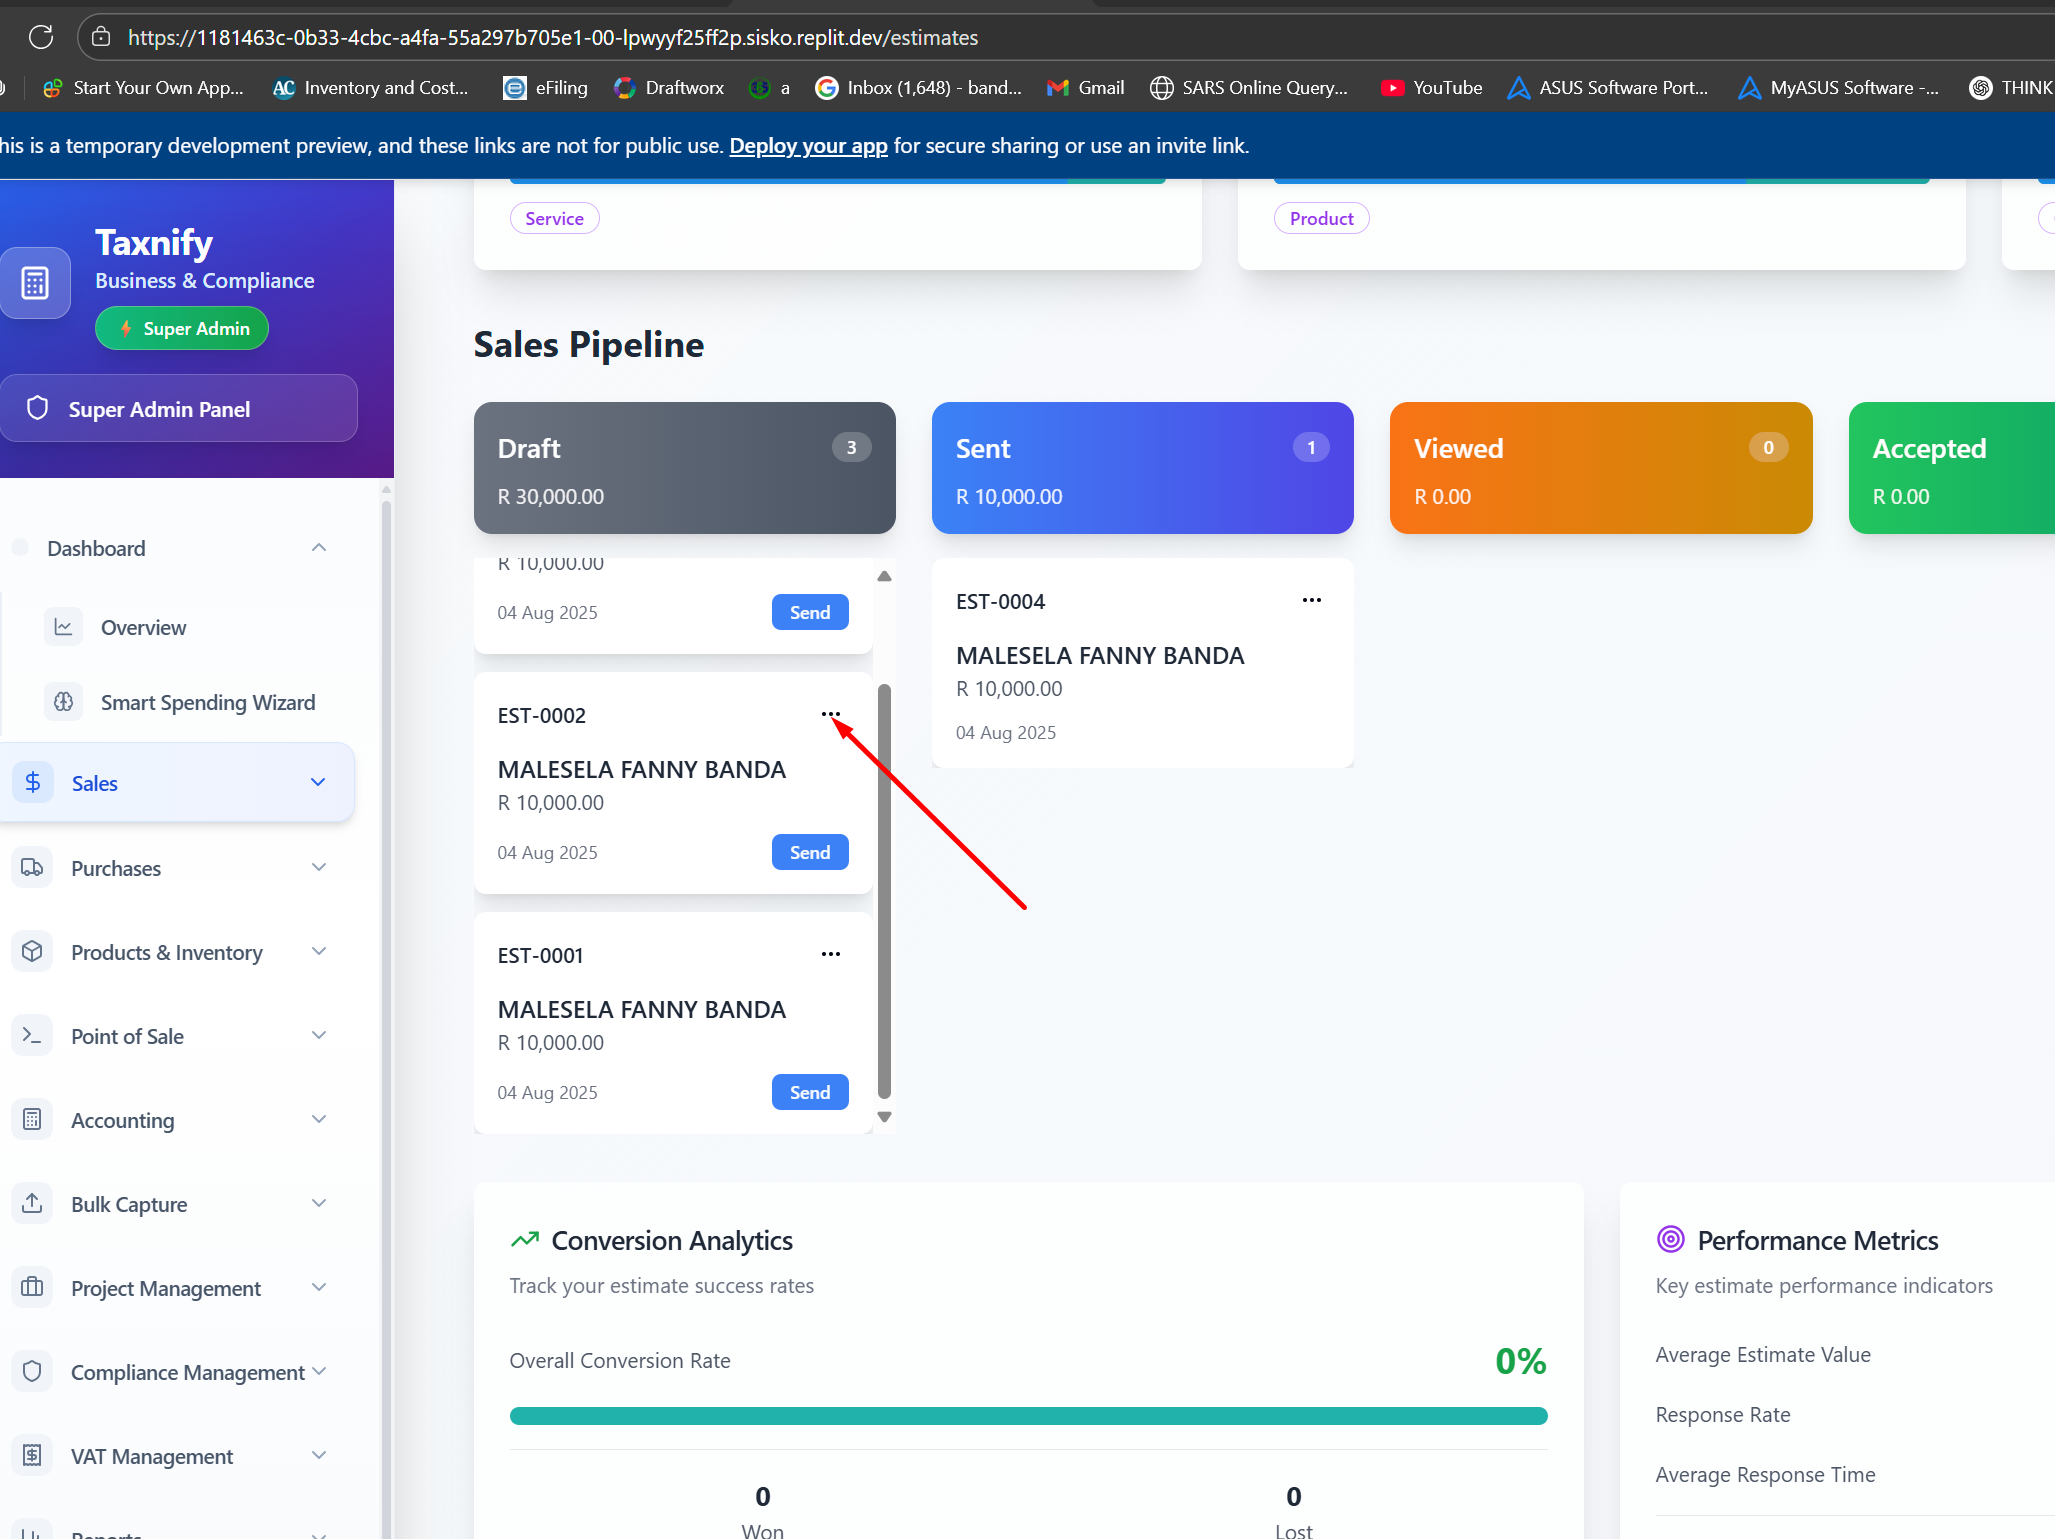 https://1181463c-0b33-4cbc-a4fa-55a297b705e1-00-lpwyyf25ff2p.sisko.replit.dev/estimates
Start Your Own App...
Inventory and Cost...
eFiling
Draftworx
a
Inbox (1,648) - band...
Gmail
SARS Online Query...
YouTube
ASUS Software Port...
MyASUS Software -...
THINK
his is a temporary development preview, and these links are not for public use. Deploy your app for secure sharing or use an invite link.
Taxnify
Business & Compliance
Super Admin
Super Admin Panel
Dashboard
Overview
Smart Spending Wizard
Sales
Purchases
Products & Inventory
Point of Sale
Accounting
Bulk Capture
Project Management
Compliance Management
VAT Management
Reports
Service
Product
Sales Pipeline
Draft 3
R 30,000.00
Sent 1
R 10,000.00
Viewed 0
R 0.00
Accepted
R 0.00
R 10,000.00
04 Aug 2025 Send
EST-0002
MALESELA FANNY BANDA
R 10,000.00
04 Aug 2025 Send
EST-0001
MALESELA FANNY BANDA
R 10,000.00
04 Aug 2025 Send
EST-0004
MALESELA FANNY BANDA
R 10,000.00
04 Aug 2025
Conversion Analytics
Track your estimate success rates
Overall Conversion Rate 0%
0
Won
0
Lost
Performance Metrics
Key estimate performance indicators
Average Estimate Value
Response Rate
Average Response Time